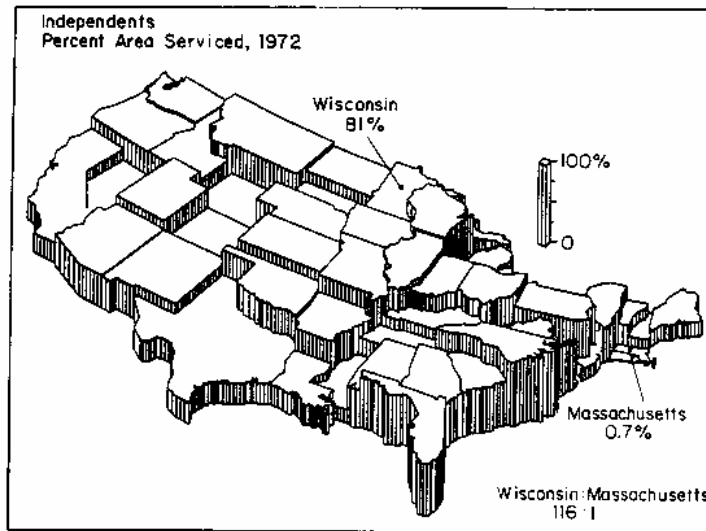 Independents
Percent Area Serviced, 1972
Wisconsin
81%
100%
0
Massachusetts
0.7%
Wisconsin:Massachusetts
116:1